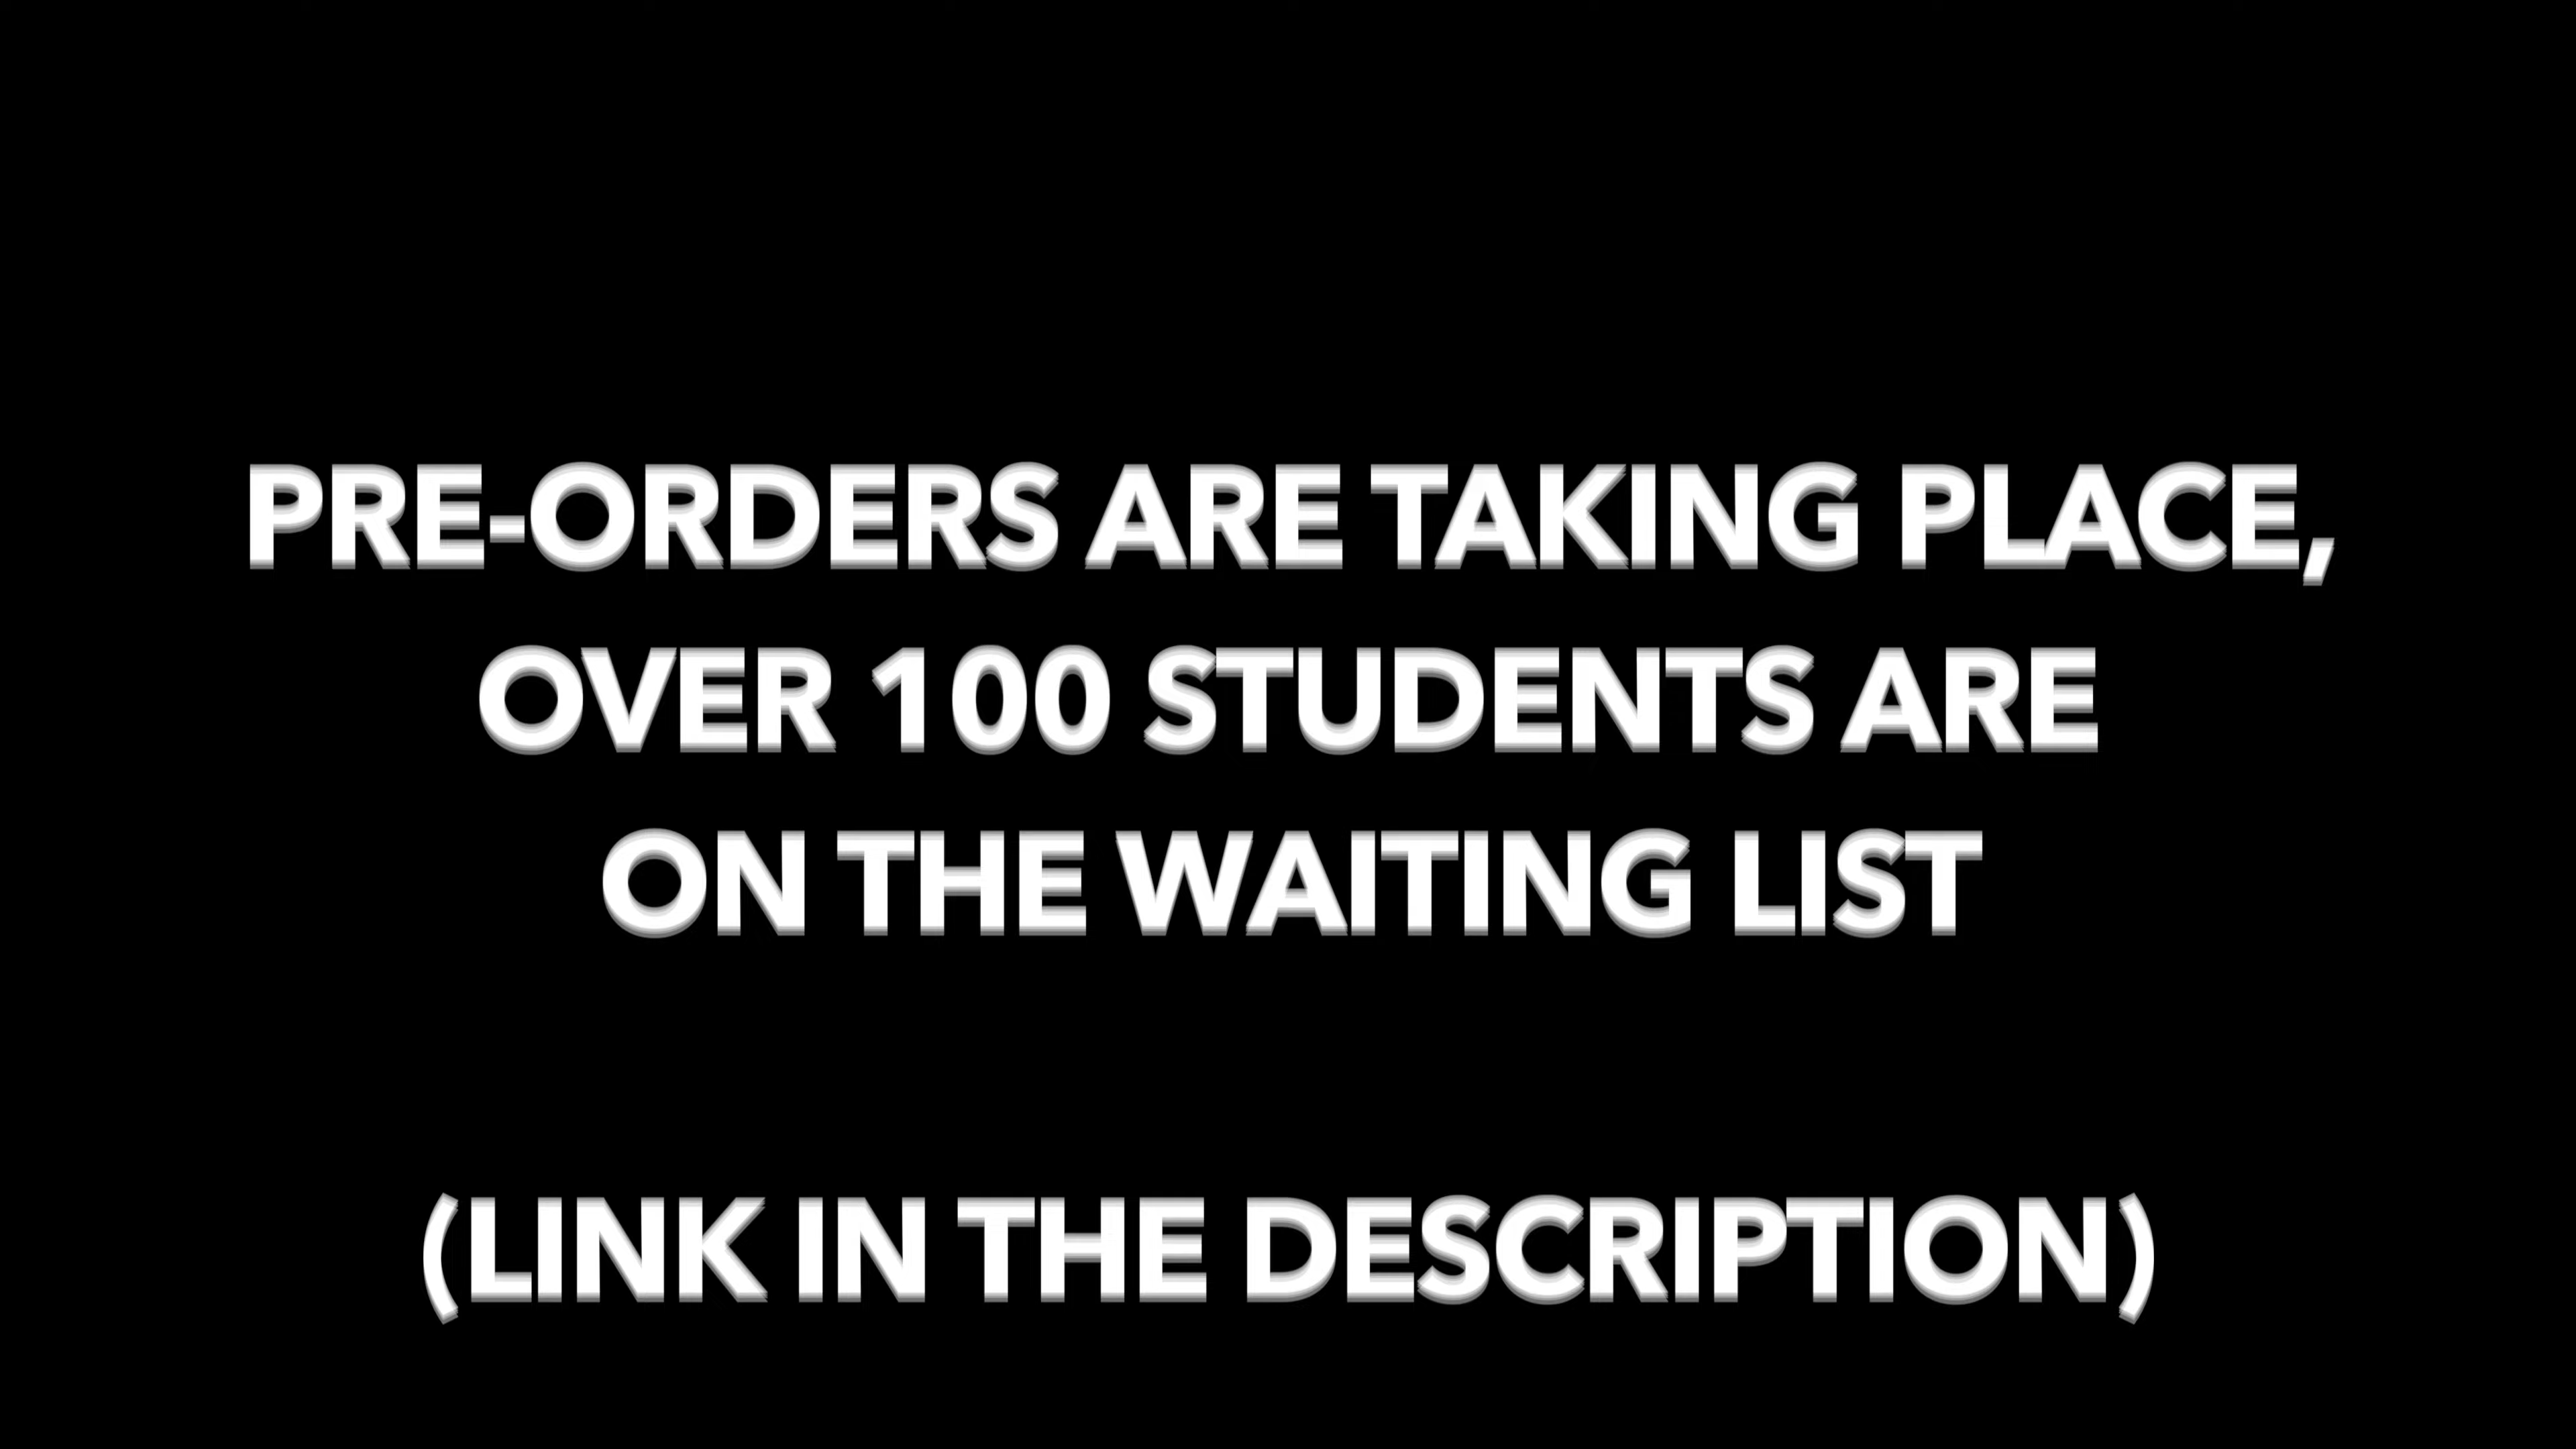 PRE-ORDERS ARE TAKING PLACE,
OVER 100 STUDENTS ARE
ON THE WAITING LIST
(LINK IN THE DESCRIPTION)